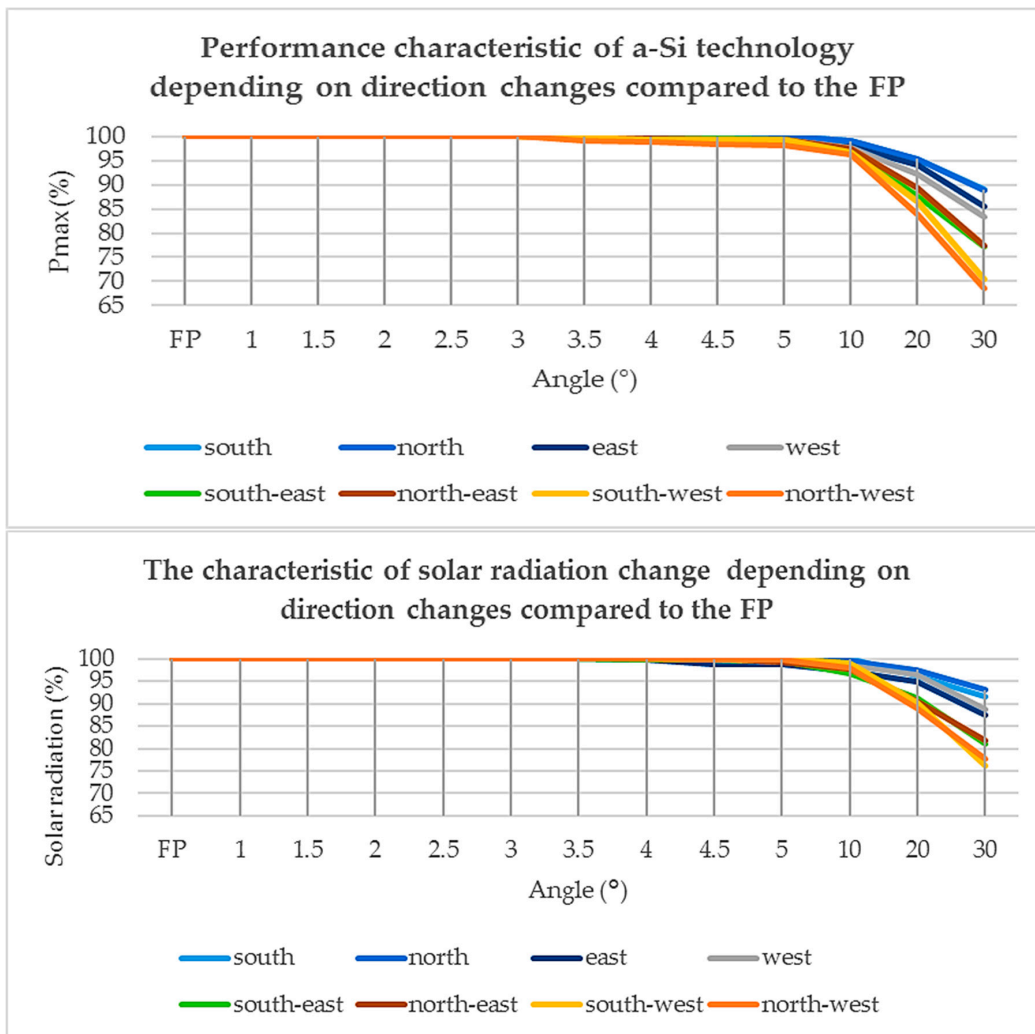 Performance characteristic of a-Si technology
depending on direction changes compared to the FP
100
95
90
85
80
75
70
65
Pmax (%)
FP 1 1.5 2 2.5 3 3.5 4 4.5 5 10 20 30
Angle (°)
south north east west
south-east north-east south-west north-west
The characteristic of solar radiation change depending on
direction changes compared to the FP
100
95
90
85
80
75
70
65
Solar radiation (%)
FP 1 1.5 2 2.5 3 3.5 4 4.5 5 10 20 30
Angle (°)
south north east west
south-east north-east south-west north-west